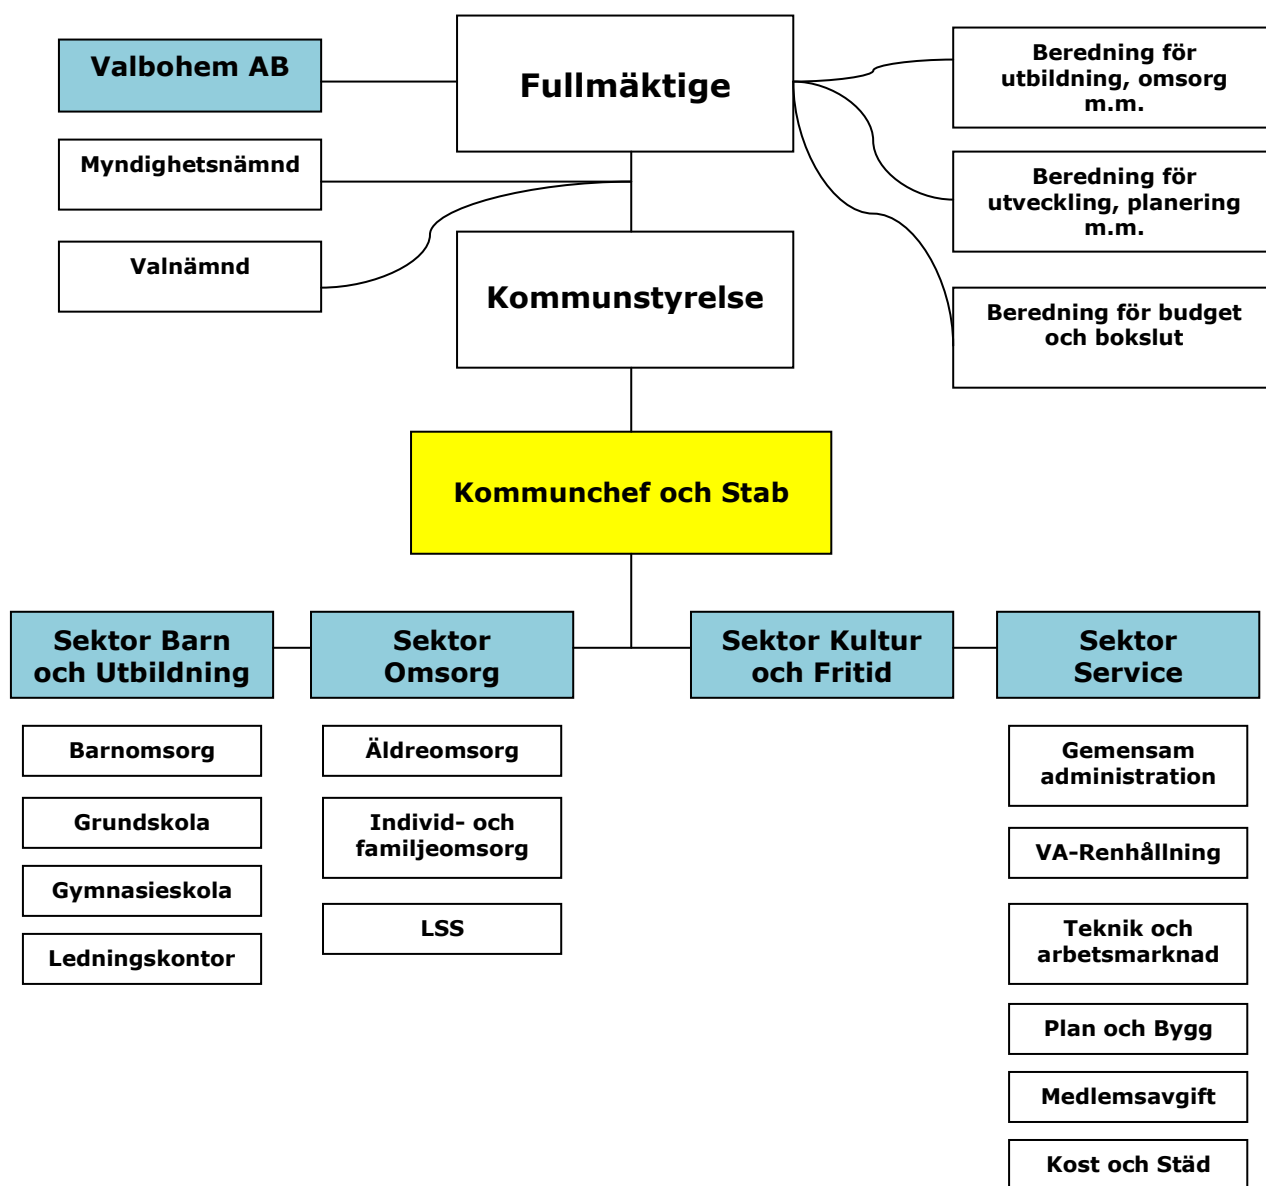 Valbohem AB
Fullmäktige
Beredning för
utbildning, omsorg
m.m.
Myndighetsnämnd
Beredning för
utveckling, planering
m.m.
Valnämnd
Kommunstyrelse
Beredning för budget
och bokslut
Kommunchef och Stab
Sektor Barn
och Utbildning
Sektor
Omsorg
Sektor Kultur
och Fritid
Sektor
Service
Barnomsorg
Grundskola
Gymnasieskola
Ledningskontor
Äldreomsorg
Individ- och
familjeomsorg
LSS
Gemensam
administration
VA-Renhållning
Teknik och
arbetsmarknad
Plan och Bygg
Medlemsavgift
Kost och Städ